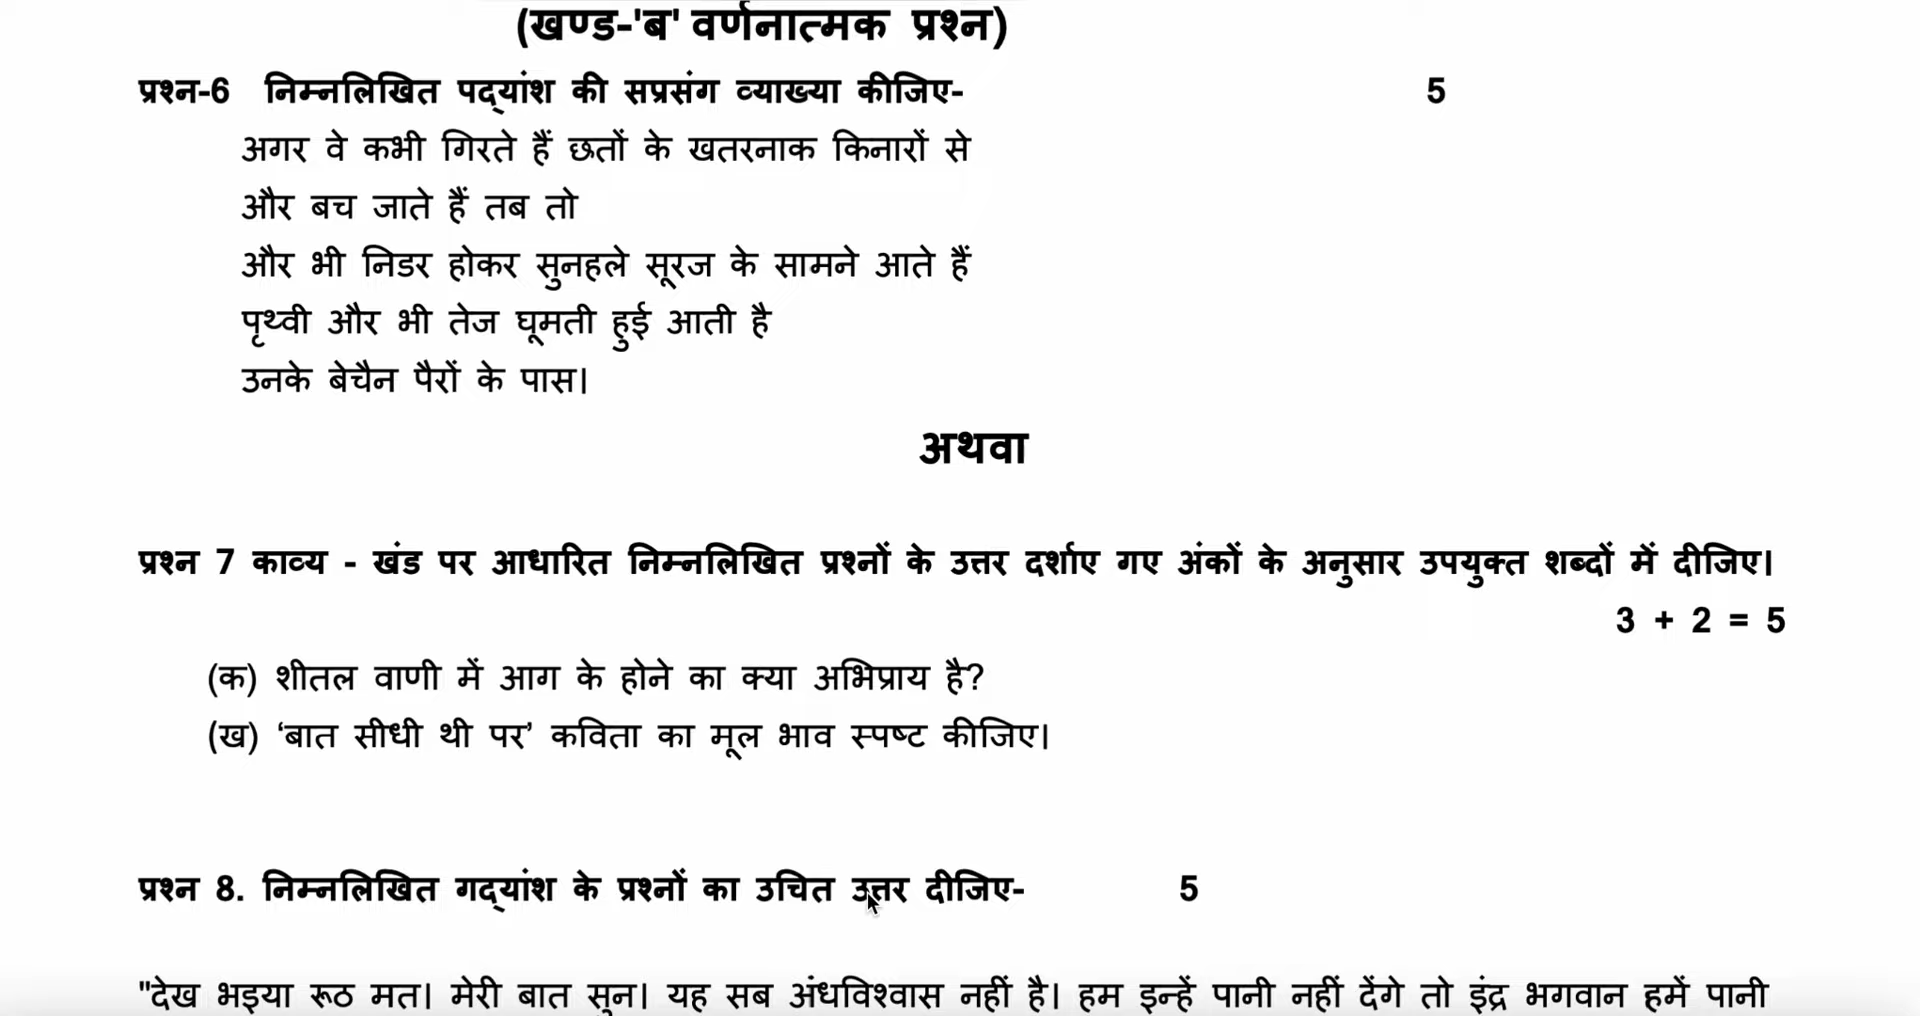 (खण्ड-'ब' वर्णनात्मक प्रश्न)
प्रश्न-6 निम्नलिखित पद्यांश की सप्रसंग व्याख्या कीजिए- 5
अगर वे कभी गिरते हैं छतों के खतरनाक किनारों से
और बच जाते हैं तब तो
और भी निडर होकर सुनहले सूरज के सामने आते हैं
पृथ्वी और भी तेज घूमती हुई आती है
उनके बेचैन पैरों के पास।
अथवा
प्रश्न 7 काव्य - खंड पर आधारित निम्नलिखित प्रश्नों के उत्तर दर्शाए गए अंकों के अनुसार उपयुक्त शब्दों में दीजिए।
3 + 2 = 5
(क) शीतल वाणी में आग के होने का क्या अभिप्राय है?
(ख) ‘बात सीधी थी पर’ कविता का मूल भाव स्पष्ट कीजिए।
प्रश्न 8. निम्नलिखित गद्यांश के प्रश्नों का उचित उत्तर दीजिए- 5
"देख भइया रूठ मत। मेरी बात सुन। यह सब अंधविश्वास नहीं है। हम इन्हें पानी नहीं देंगे तो इंद्र भगवान हमें पानी